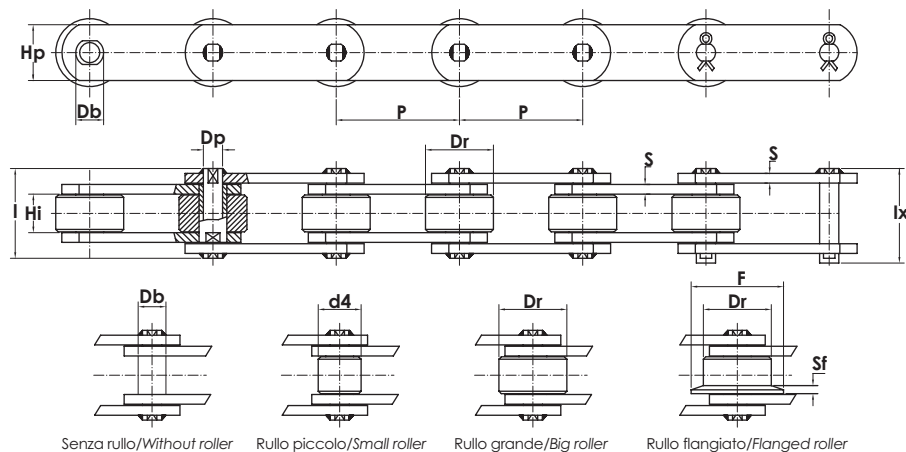 Hp
Db
P
P
Dp
Dr
S
S
I
Hi
Ix
F
Db
d4
Dr
Dr
Sf
Senza rullo/Without roller
Rullo piccolo/Small roller
Rullo grande/Big roller
Rullo flangiato/Flanged roller